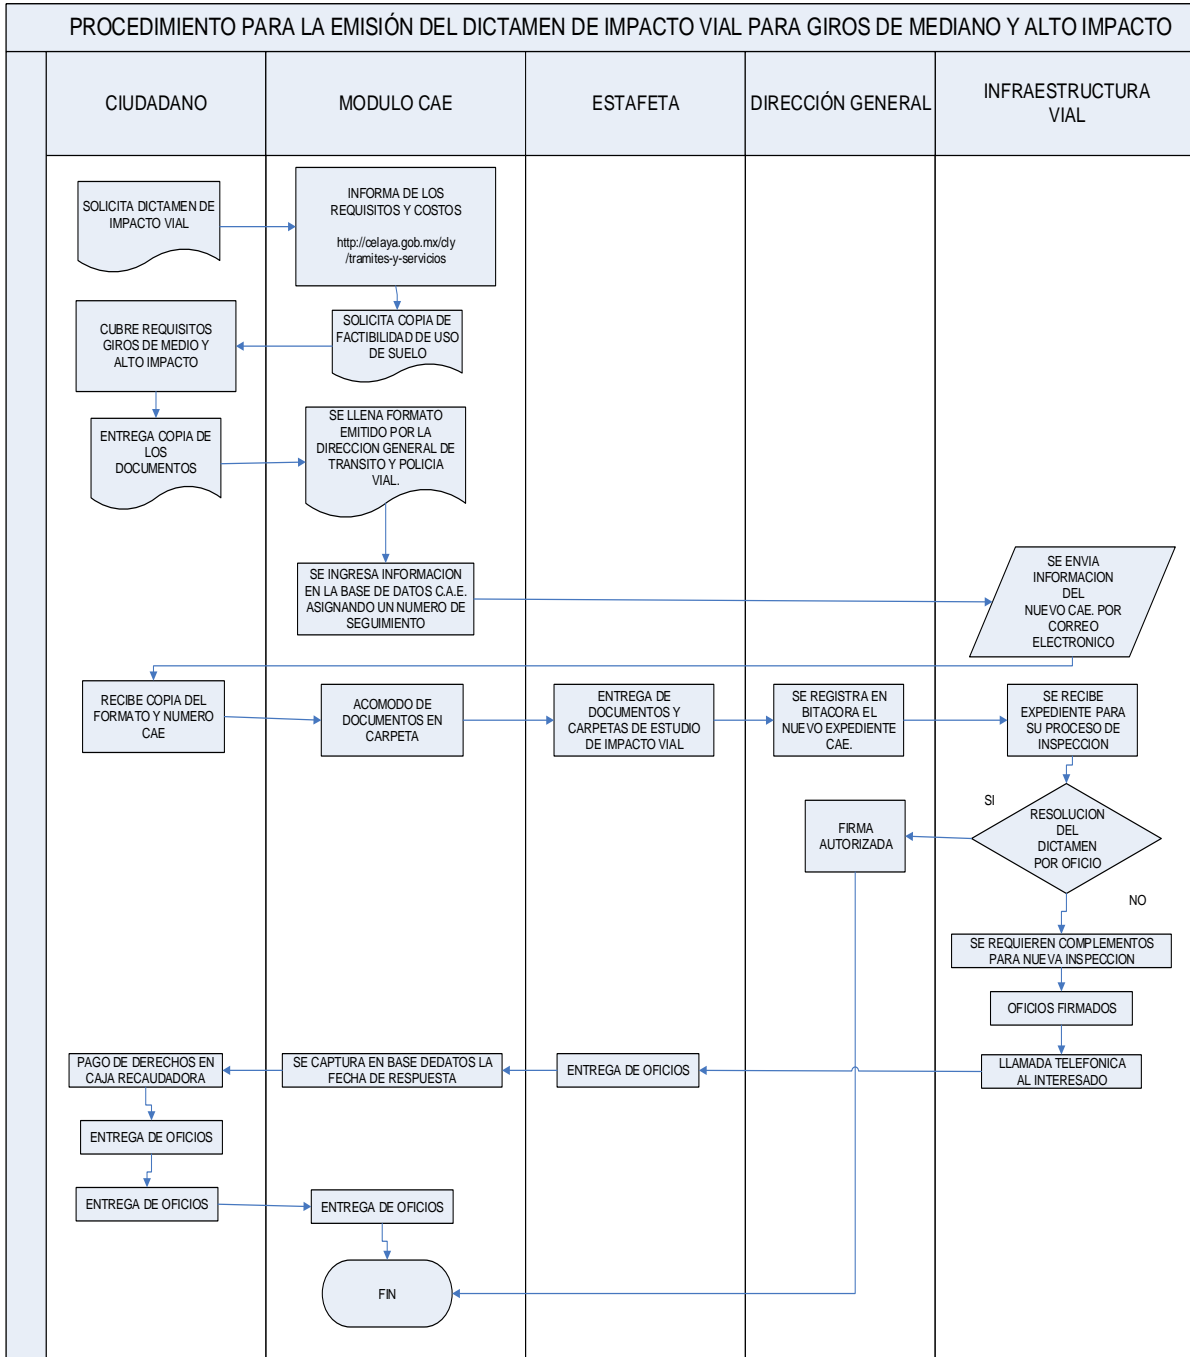 PROCEDIMIENTO PARA LA EMISIÓN DEL DICTAMEN DE IMPACTO VIAL PARA GIROS DE MEDIANO Y ALTO IMPACTO
CIUDADANO
MODULO CAE
ESTAFETA
DIRECCIÓN GENERAL
INFRAESTRUCTURA
VIAL
SOLICITA DICTAMEN DE
IMPACTO VIAL
INFORMA DE LOS
REQUISITOS Y COSTOS
http://celaya.gob.mx/cly
/tramites-y-servicios
SOLICITA COPIA DE
FACTIBILIDAD DE USO
DE SUELO
CUBRE REQUISITOS
GIROS DE MEDIO Y
ALTO IMPACTO
ENTREGA COPIA DE
LOS
DOCUMENTOS
SE LLENA FORMATO
EMITIDO POR LA
DIRECCION GENERAL DE
TRANSITO Y POLICIA
VIAL.
SE INGRESA INFORMACION
EN LA BASE DE DATOS C.A.E.
ASIGNANDO UN NUMERO DE
SEGUIMIENTO
SE ENVIA
INFORMACION
DEL
NUEVO CAE. POR
CORREO
ELECTRONICO
RECIBE COPIA DEL
FORMATO Y NUMERO
CAE
ACOMODO DE
DOCUMENTOS EN
CARPETA
ENTREGA DE
DOCUMENTOS Y
CARPETAS DE ESTUDIO
DE IMPACTO VIAL
SE REGISTRA EN
BITACORA EL
NUEVO EXPEDIENTE
CAE.
SE RECIBE
EXPEDIENTE PARA
SU PROCESO DE
INSPECCION
SI
RESOLUCION
DEL
DICTAMEN
POR OFICIO
FIRMA
AUTORIZADA
NO
SE REQUIEREN COMPLEMENTOS
PARA NUEVA INSPECCION
OFICIOS FIRMADOS
LLAMADA TELEFONICA
AL INTERESADO
ENTREGA DE OFICIOS
SE CAPTURA EN BASE DEDATOS LA
FECHA DE RESPUESTA
PAGO DE DERECHOS EN
CAJA RECAUDADORA
ENTREGA DE OFICIOS
ENTREGA DE OFICIOS
ENTREGA DE OFICIOS
FIN